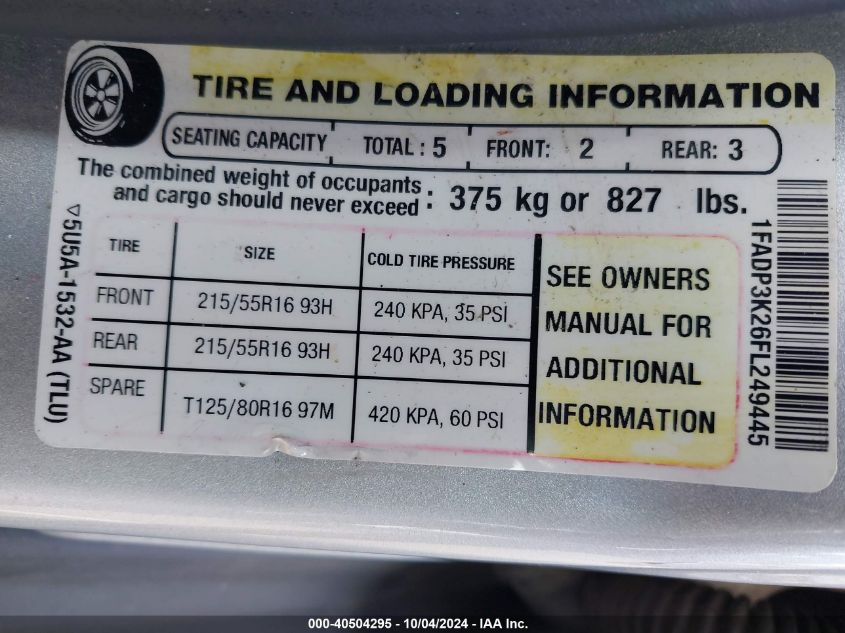 TIRE AND LOADING INFORMATION
SEATING CAPACITY TOTAL : 5 FRONT: 2 REAR: 3
The combined weight of occupants
and cargo should never exceed : 375 kg or 827 lbs.
TIRE SIZE COLD TIRE PRESSURE
FRONT 215/55R16 93H 240 KPA, 35 PSI
REAR 215/55R16 93H 240 KPA, 35 PSI
SPARE T125/80R16 97M 420 KPA, 60 PSI
SEE OWNERS
MANUAL FOR
ADDITIONAL
INFORMATION
▽5U5A-1532-AA (TLU)
1FADP3K26FL249445
000-40504295 - 10/04/2024 - IAA Inc.